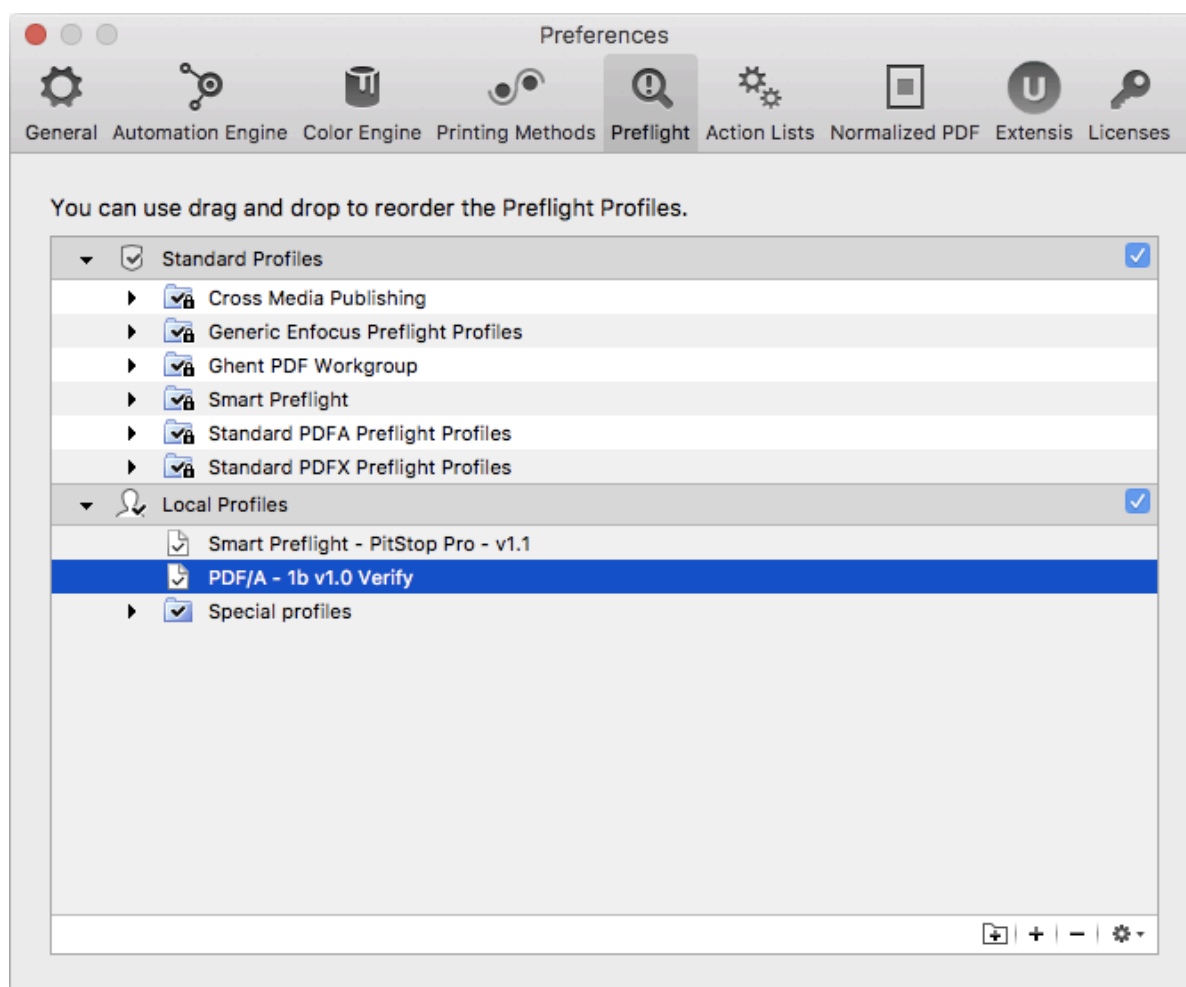 Preferences
General Automation Engine Color Engine Printing Methods Preflight Action Lists Normalized PDF Extensis Licenses
You can use drag and drop to reorder the Preflight Profiles.
Standard Profiles
Cross Media Publishing
Generic Enfocus Preflight Profiles
Ghent PDF Workgroup
Smart Preflight
Standard PDFA Preflight Profiles
Standard PDFX Preflight Profiles
Local Profiles
Smart Preflight - PitStop Pro - v1.1
PDF/A - 1b v1.0 Verify
Special profiles